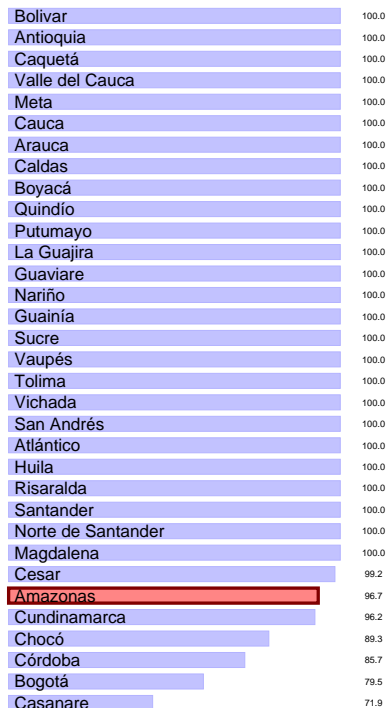 Bolivar 100.0
Antioquia 100.0
Caquetá 100.0
Valle del Cauca 100.0
Meta 100.0
Cauca 100.0
Arauca 100.0
Caldas 100.0
Boyacá 100.0
Quindío 100.0
Putumayo 100.0
La Guajira 100.0
Guaviare 100.0
Nariño 100.0
Guainía 100.0
Sucre 100.0
Vaupés 100.0
Tolima 100.0
Vichada 100.0
San Andrés 100.0
Atlántico 100.0
Huila 100.0
Risaralda 100.0
Santander 100.0
Norte de Santander 100.0
Magdalena 100.0
Cesar 99.2
Amazonas 96.7
Cundinamarca 96.2
Chocó 89.3
Córdoba 85.7
Bogotá 79.5
Casanare 71.9